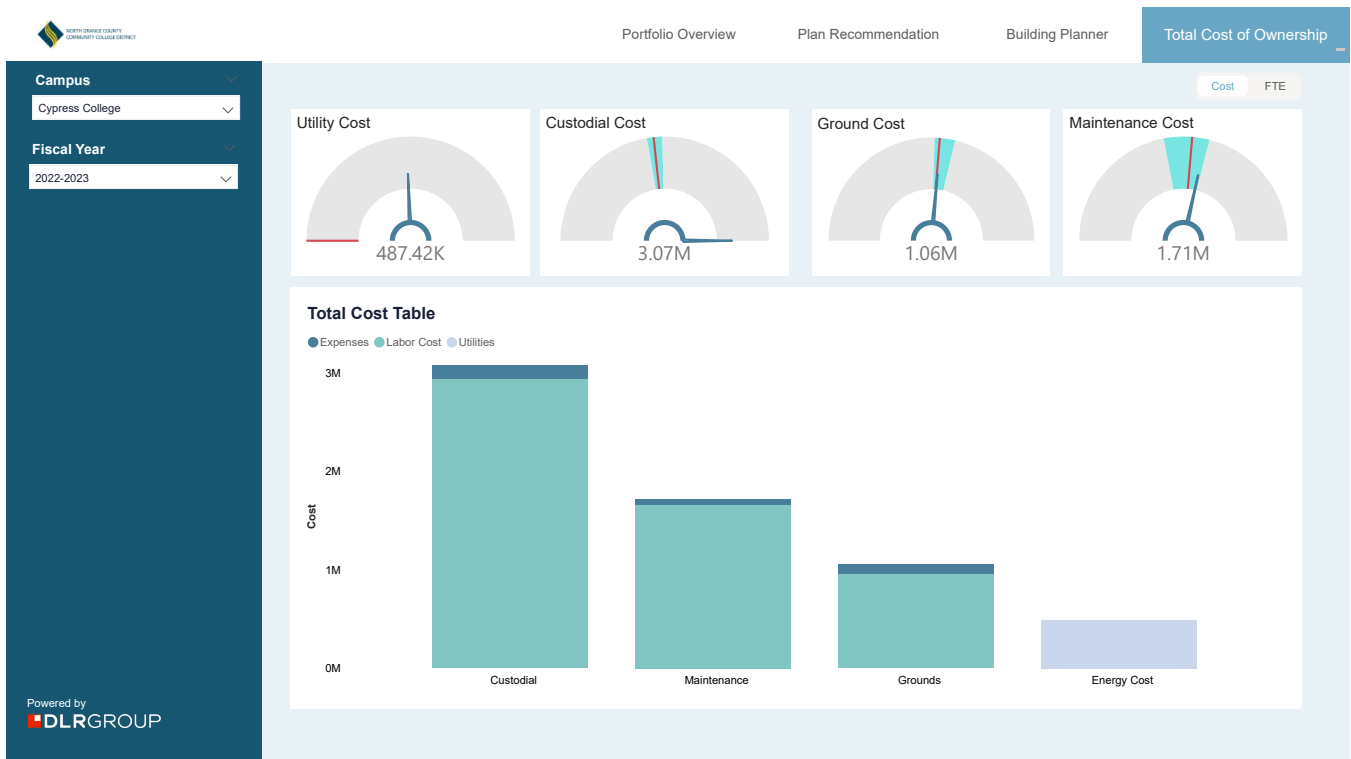 NORTH ORANGE COUNTY
COMMUNITY COLLEGE DISTRICT
Portfolio Overview
Plan Recommendation
Building Planner
Total Cost of Ownership
Campus
Cypress College
Fiscal Year
2022-2023
Cost
FTE
Utility Cost
487.42K
Custodial Cost
3.07M
Ground Cost
1.06M
Maintenance Cost
1.71M
Total Cost Table
Expenses Labor Cost Utilities
Cost
3M
2M
1M
0M
Custodial
Maintenance
Grounds
Energy Cost
Powered by
DLRGROUP